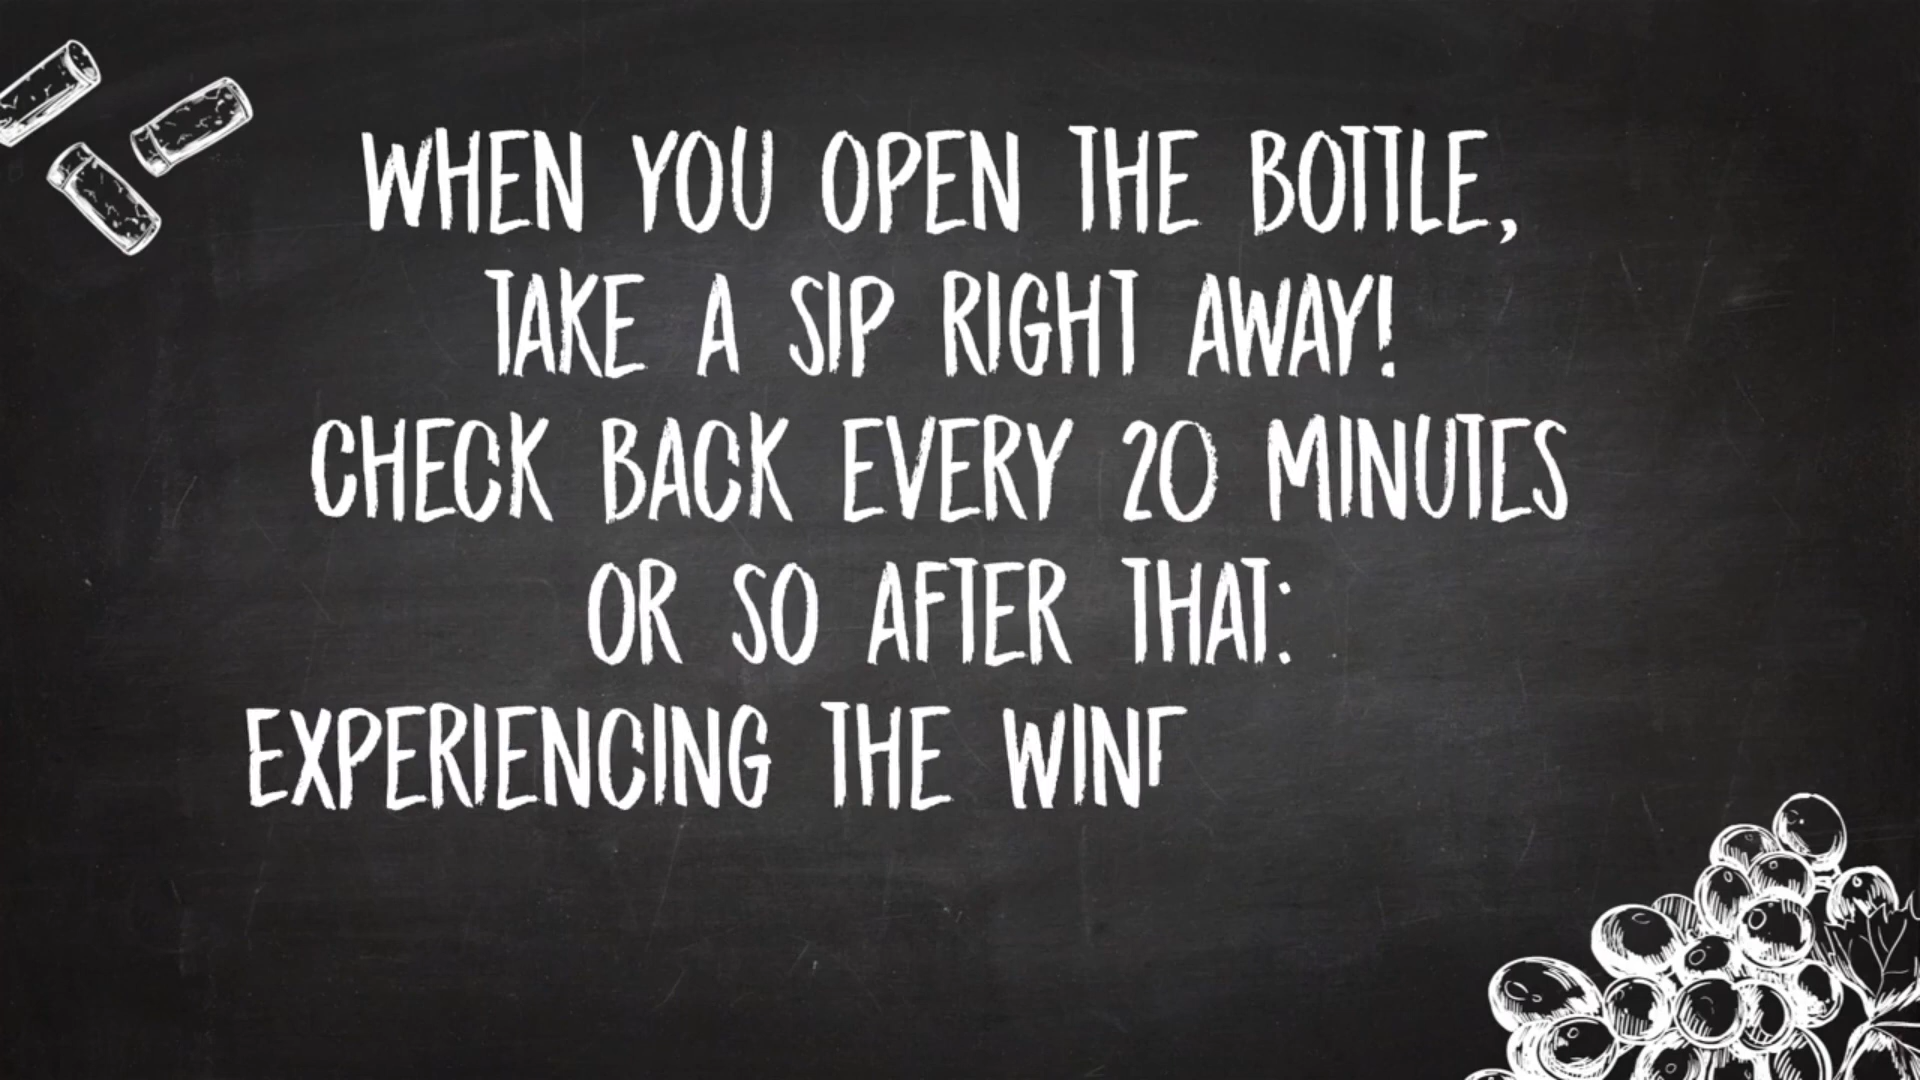 WHEN YOU OPEN THE BOTTLE,
TAKE A SIP RIGHT AWAY!
CHECK BACK EVERY 20 MINUTES
OR SO AFTER THAT:
EXPERIENCING THE WINE